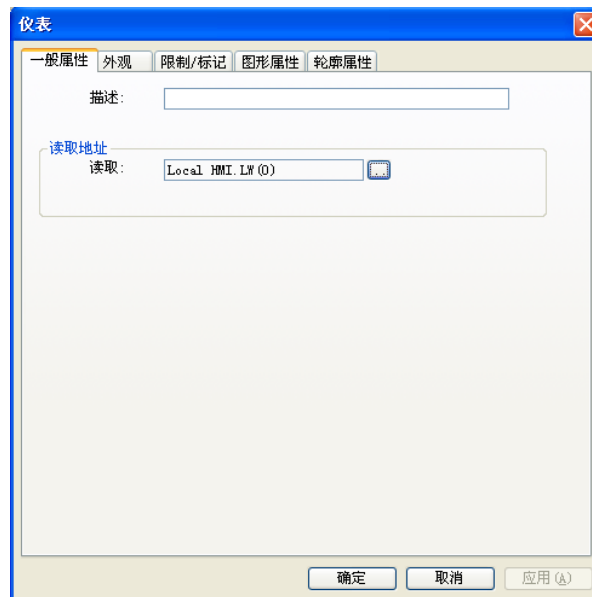 仪表
一般属性 外观 限制/标记 图形属性 轮廓属性
描述:
读取地址
读取: Local HMI.LW(0) ..
确定 取消 应用(A)